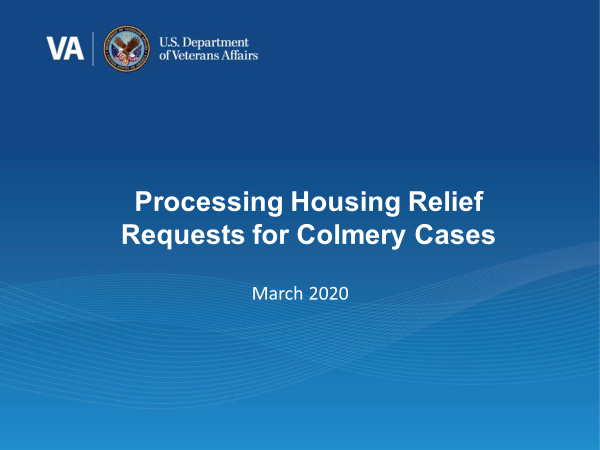 VA
U.S. Department
of Veterans Affairs
Processing Housing Relief
Requests for Colmery Cases
March 2020